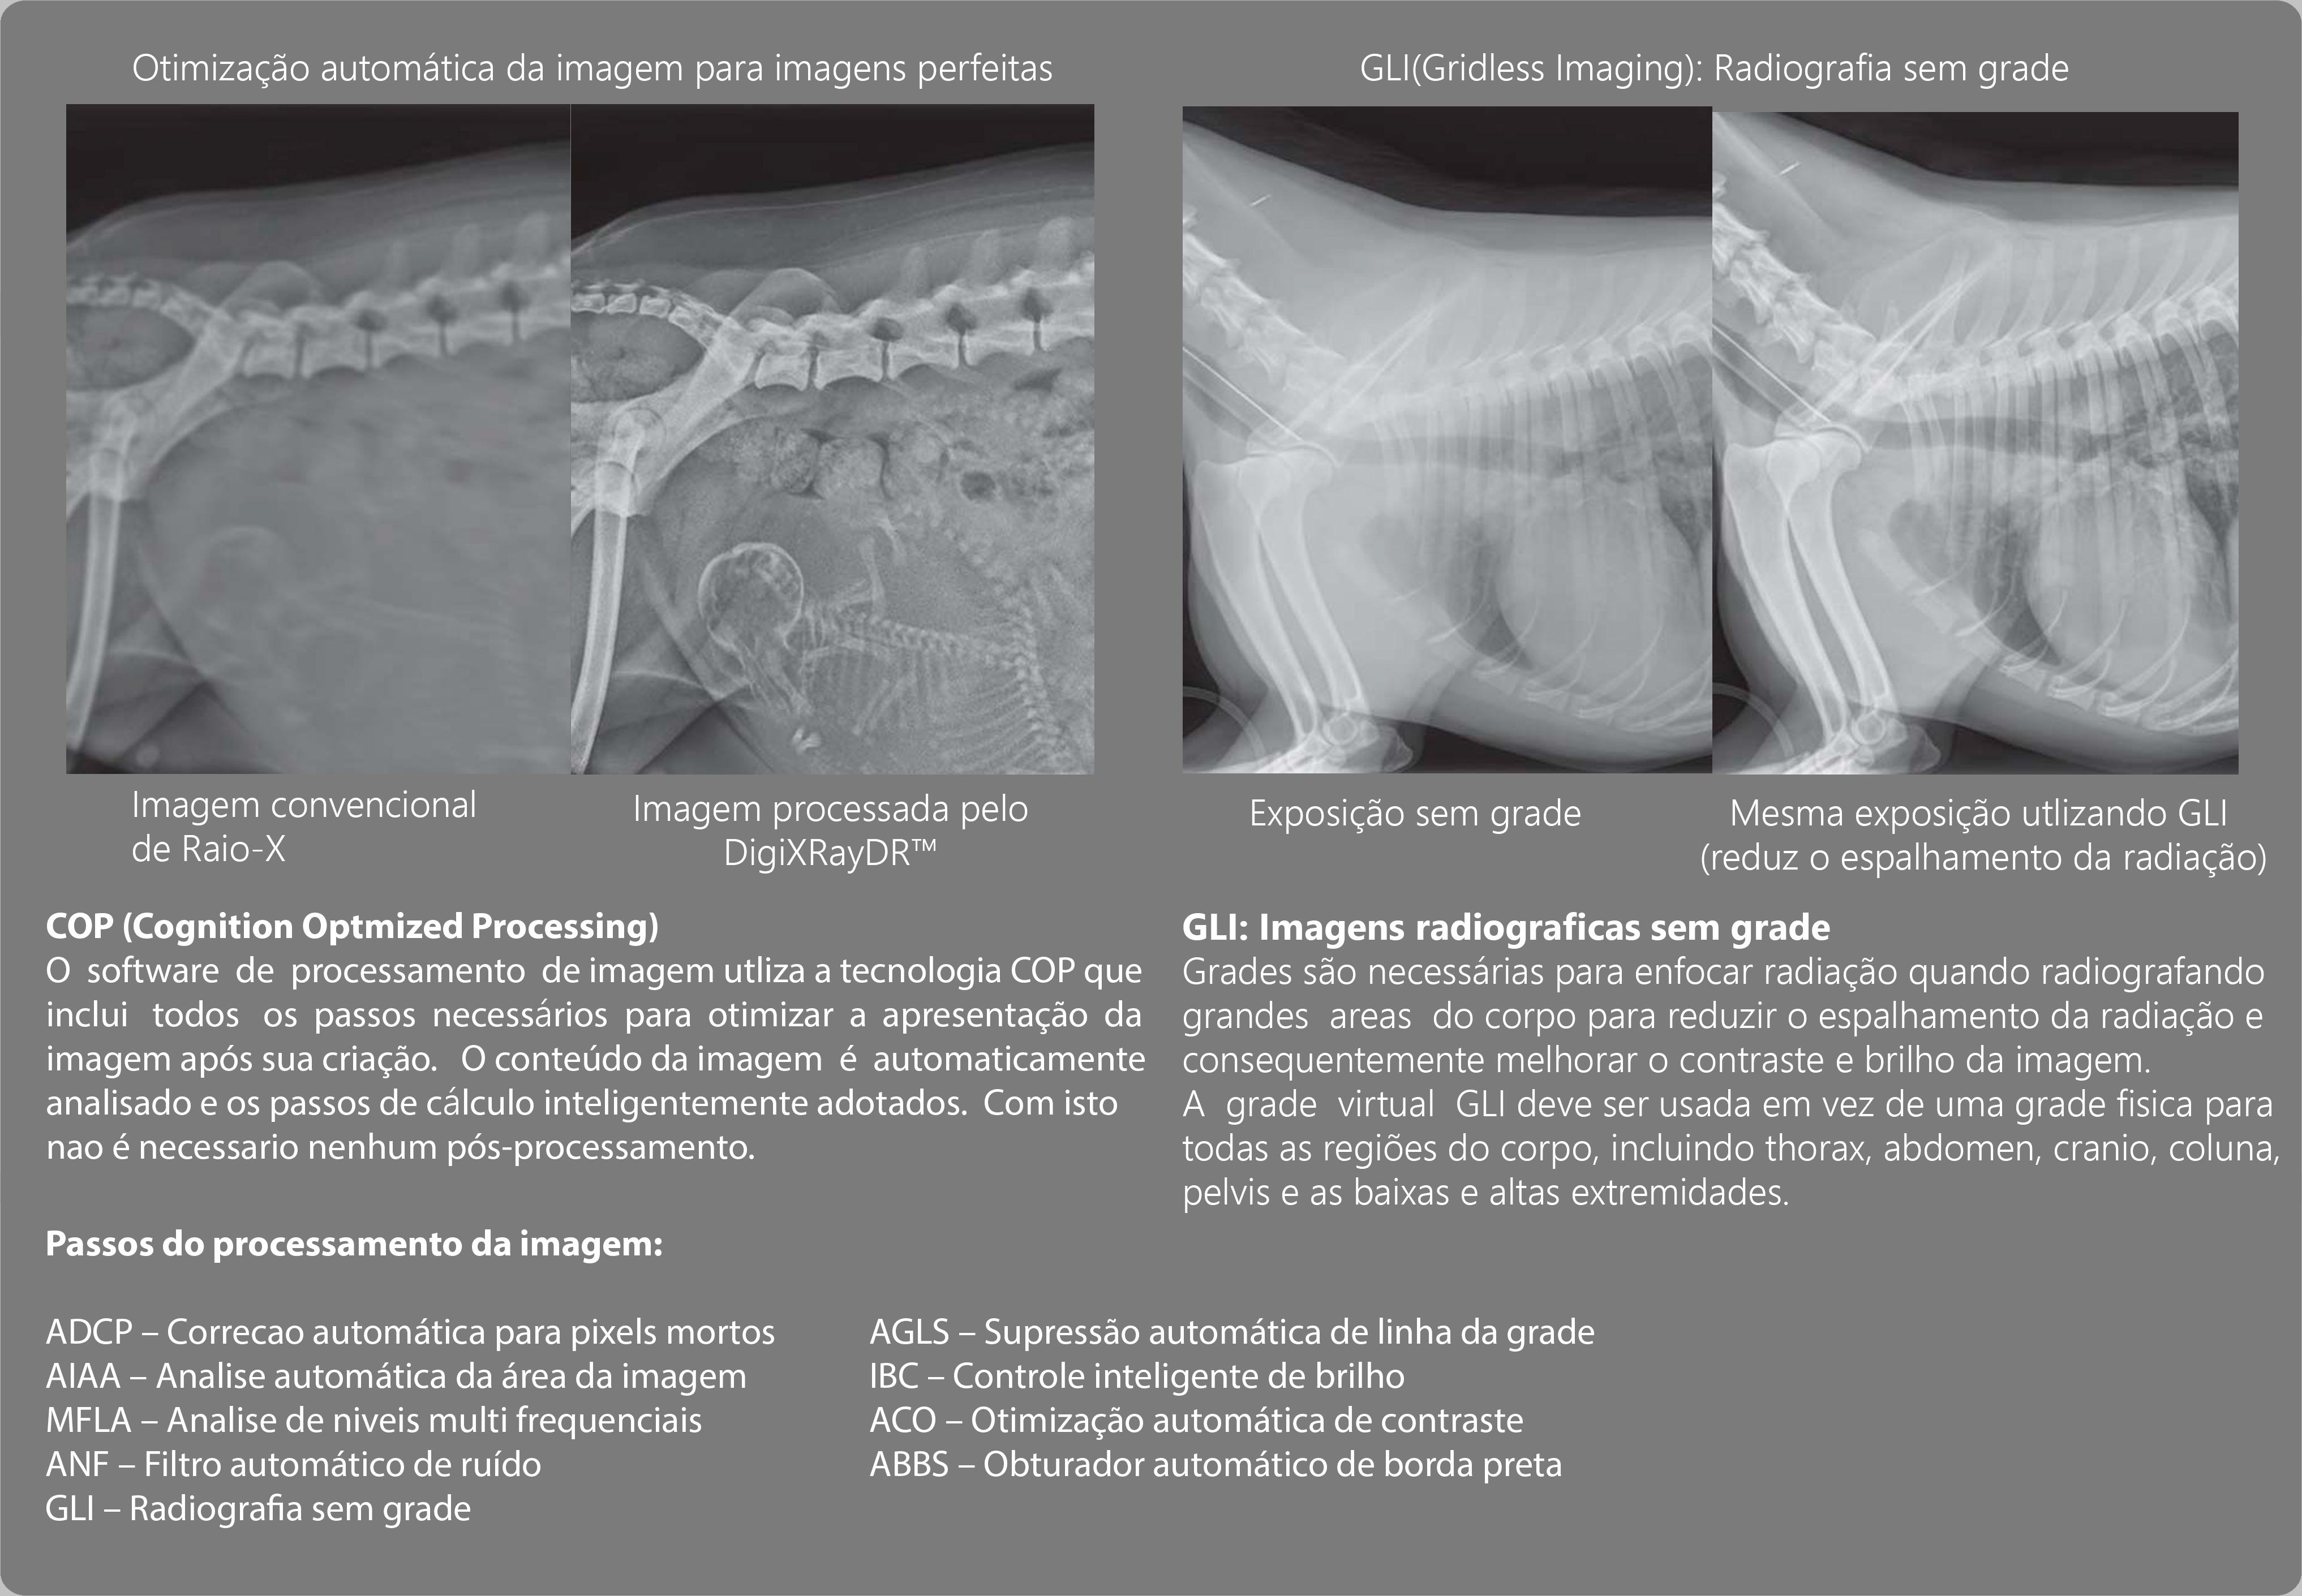 Otimização automática da imagem para imagens perfeitas
Imagem convencional
de Raio-X
Imagem processada pelo
DigiXRayDR™
COP (Cognition Optmized Processing)
O software de processamento de imagem utliza a tecnologia COP que
inclui todos os passos necessários para otimizar a apresentação da
imagem após sua criação. O conteúdo da imagem é automaticamente
analisado e os passos de cálculo inteligentemente adotados. Com isto
nao é necessario nenhum pós-processamento.
GLI(Gridless Imaging): Radiografia sem grade
Exposição sem grade
Mesma exposição utlizando GLI
(reduz o espalhamento da radiação)
GLI: Imagens radiograficas sem grade
Grades são necessárias para enfocar radiação quando radiografando
grandes areas do corpo para reduzir o espalhamento da radiação e
consequentemente melhorar o contraste e brilho da imagem.
A grade virtual GLI deve ser usada em vez de uma grade fisica para
todas as regiões do corpo, incluindo thorax, abdomen, cranio, coluna,
pelvis e as baixas e altas extremidades.
Passos do processamento da imagem:
ADCP – Correcao automática para pixels mortos
AIAA – Analise automática da área da imagem
MFLA – Analise de niveis multi frequenciais
ANF – Filtro automático de ruído
GLI – Radiografia sem grade
AGLS – Supressão automática de linha da grade
IBC – Controle inteligente de brilho
ACO – Otimização automática de contraste
ABBS – Obturador automático de borda preta